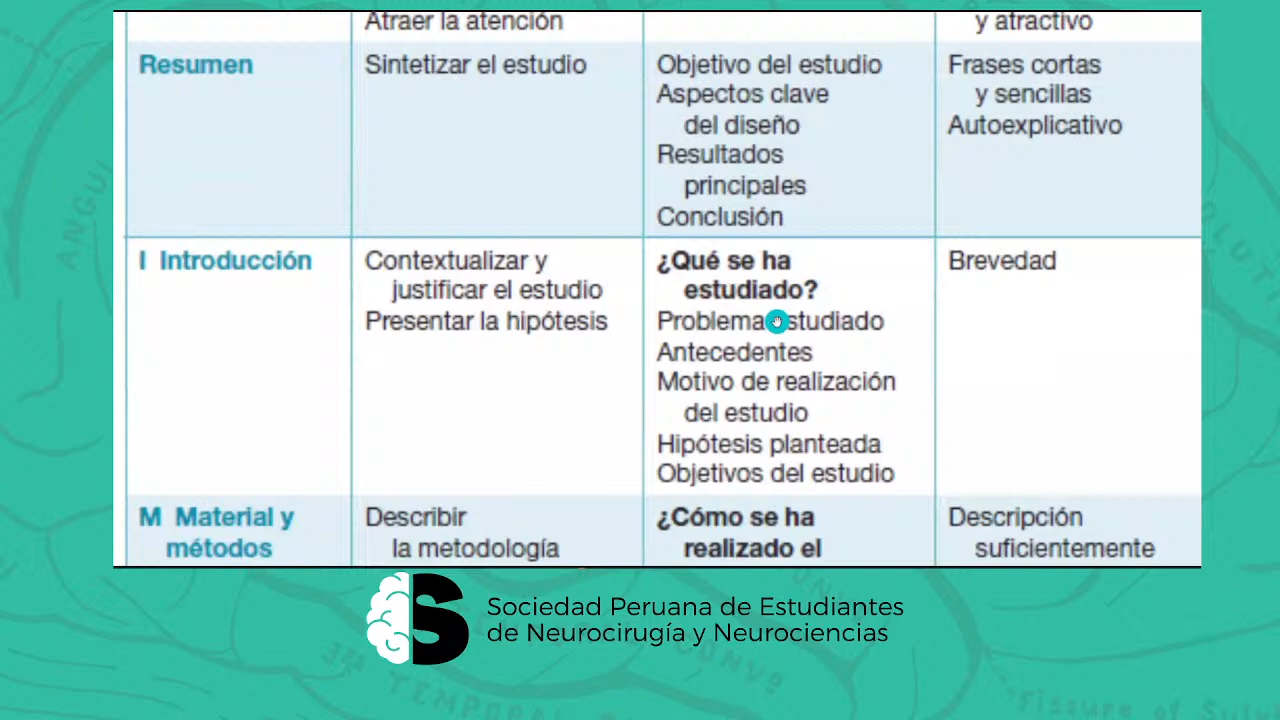 Atraer la atención
y atractivo
Resumen
Sintetizar el estudio
Objetivo del estudio
Aspectos clave
del diseño
Resultados
principales
Conclusión
Frases cortas
y sencillas
Autoexplicativo
I Introducción
Contextualizar y
justificar el estudio
Presentar la hipótesis
¿Qué se ha
estudiado?
Problema estudiado
Antecedentes
Motivo de realización
del estudio
Hipótesis planteada
Objetivos del estudio
Brevedad
M Material y
métodos
Describir
la metodología
¿Cómo se ha
realizado el
Descripción
suficientemente
S
Sociedad Peruana de Estudiantes
de Neurocirugía y Neurociencias
TEMPORAL